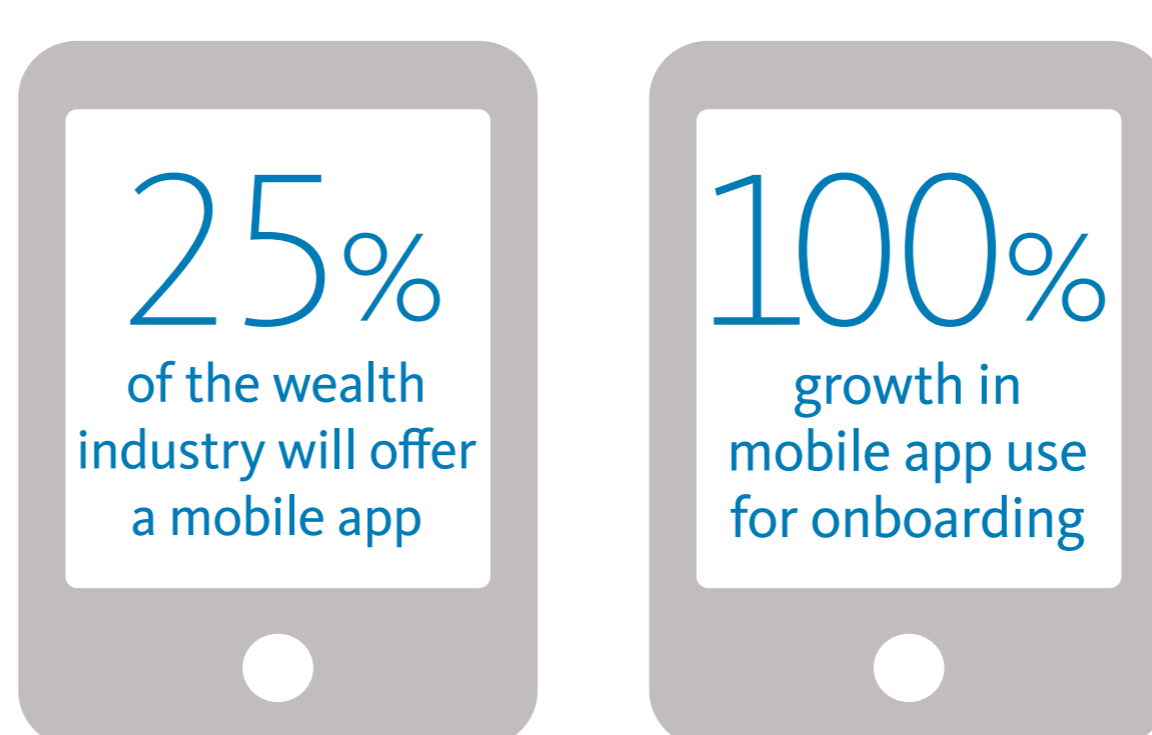 25%
of the wealth
industry will offer
a mobile app
100%
growth in
mobile app use
for onboarding